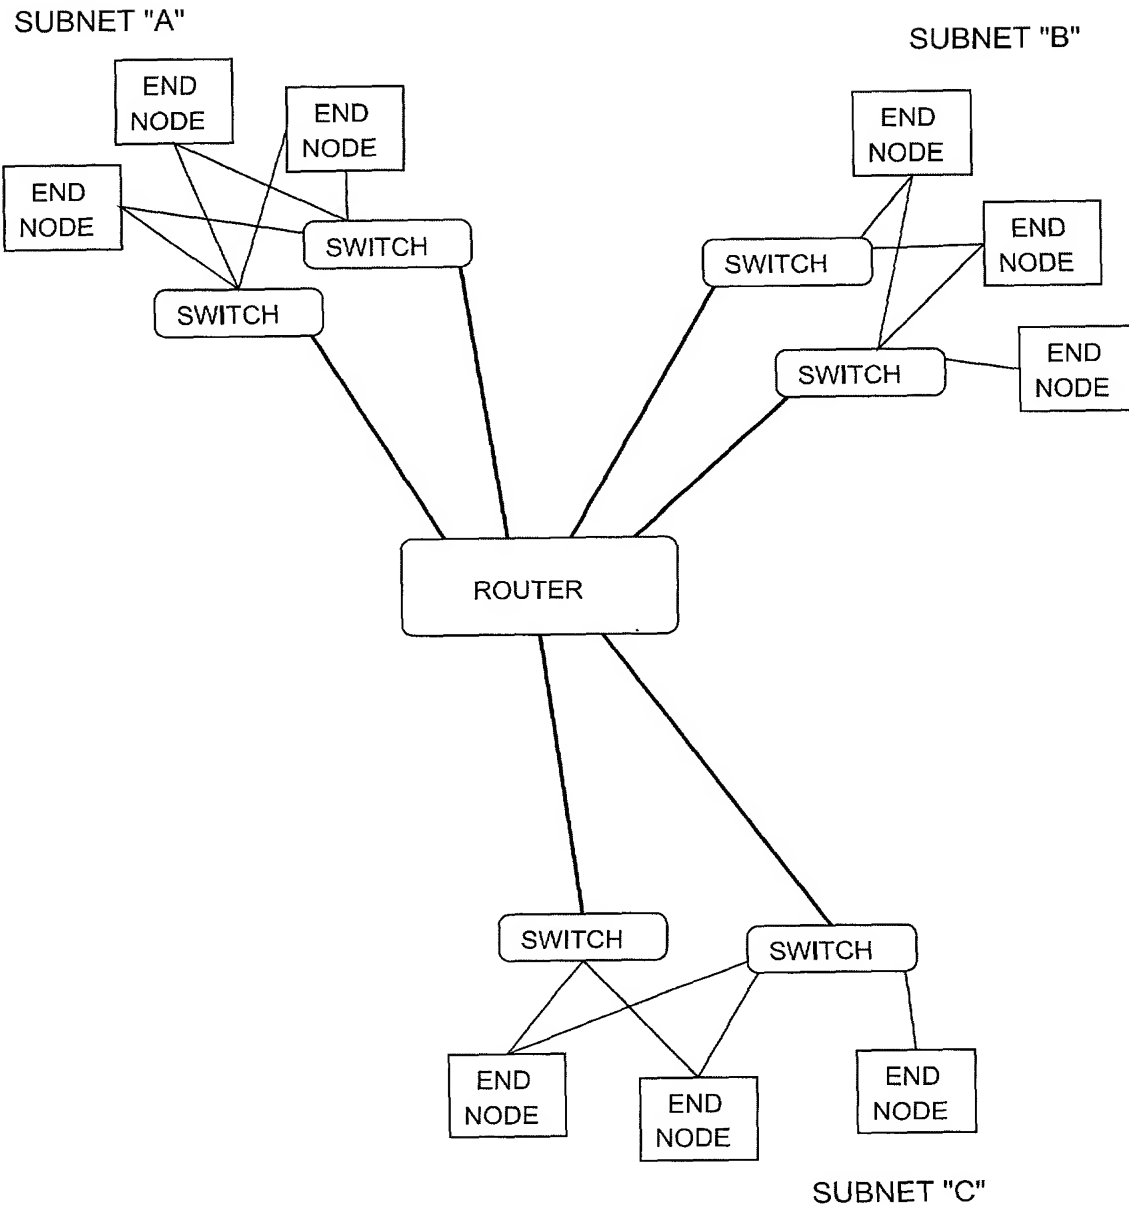 SUBNET "A"
SUBNET "B"
END
NODE
END
NODE
END
NODE
SWITCH
SWITCH
END
NODE
END
NODE
SWITCH
END
NODE
SWITCH
ROUTER
SWITCH
SWITCH
END
NODE
END
NODE
END
NODE
SUBNET "C"